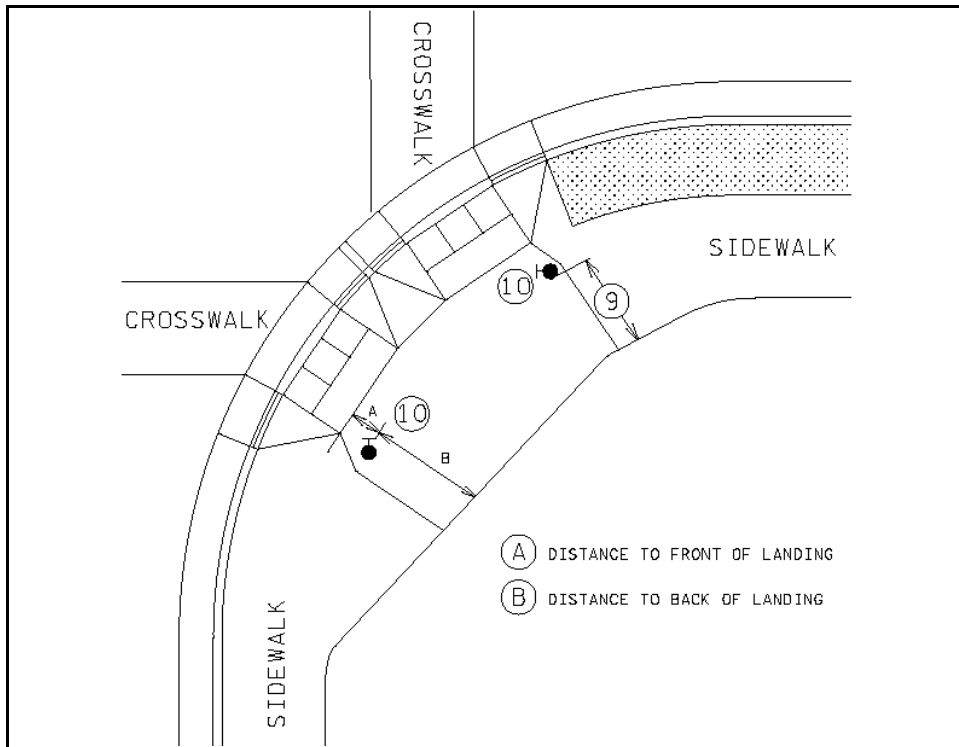 CROSSWALK
SIDEWALK
10
9
CROSSWALK
A
10
B
A DISTANCE TO FRONT OF LANDING
B DISTANCE TO BACK OF LANDING
SIDEWALK